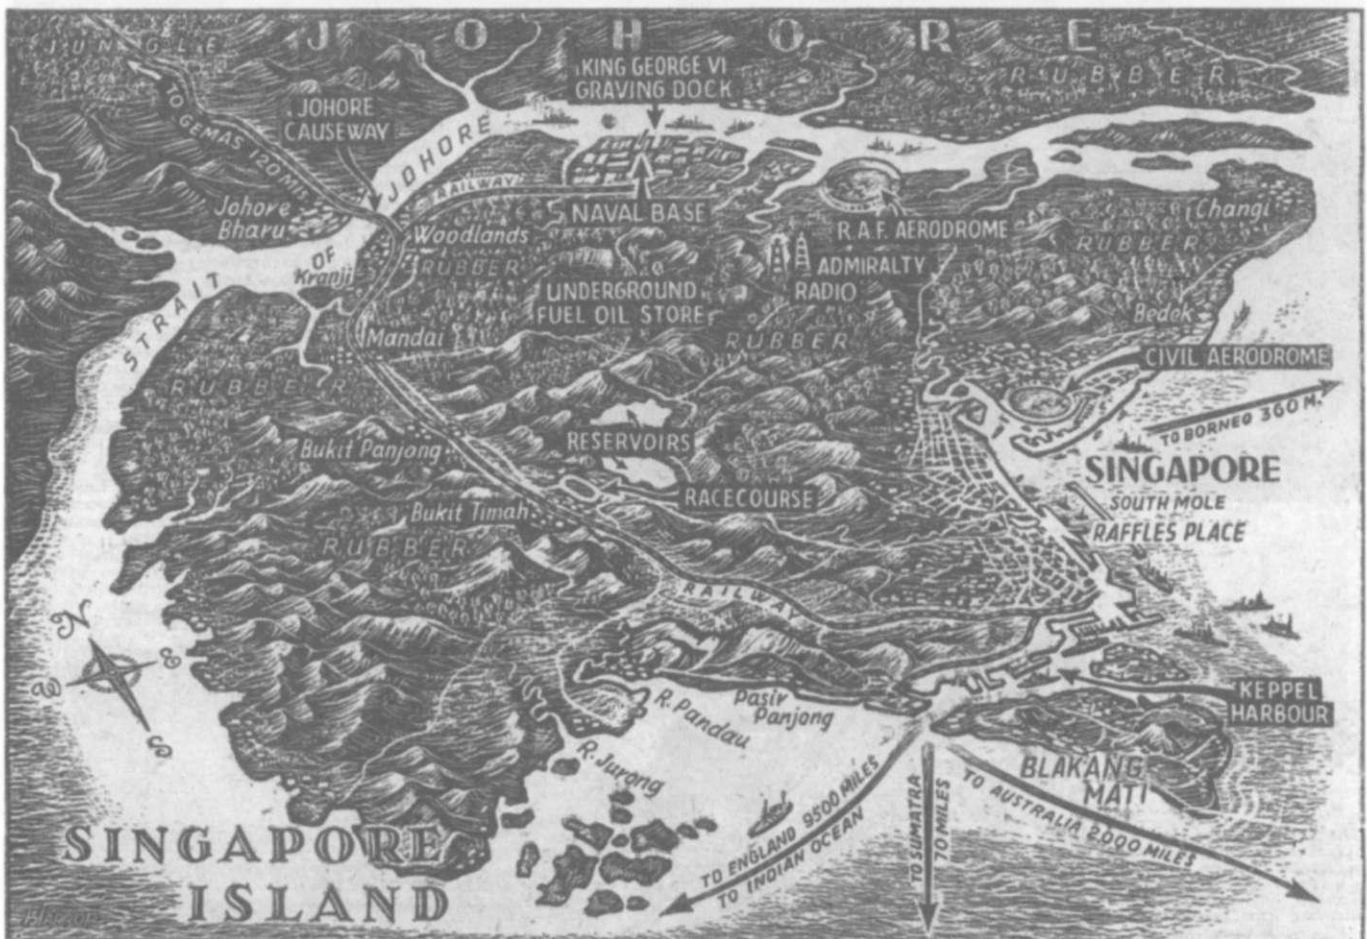 JOHORE
JUNGLE
RUBBER
KING GEORGE VI
GRAVING DOCK
TO GEMAS 120 MLS
JOHORE
CAUSEWAY
STRAIT OF JOHORE
RAILWAY
Johore
Bharu
Woodlands
NAVAL BASE
R.A.F. AERODROME
Changi
RUBBER
Kranji
RUBBER
UNDERGROUND
FUEL OIL STORE
ADMIRALTY
RADIO
Bedek
Mandai
RUBBER
CIVIL AERODROME
RUBBER
TO BORNEO 360 M.
Bukit Panjong
RESERVOIRS
SINGAPORE
RACECOURSE
SOUTH MOLE
Bukit Timah
RAFFLES PLACE
RUBBER
RAILWAY
N
E
W
S
R. Pandau
Pasir
Panjong
KEPPEL
HARBOUR
R. Jurong
BLAKANG
MATI
TO ENGLAND 9500 MILES
TO INDIAN OCEAN
TO SUMATRA
70 MILES
TO AUSTRALIA 2000 MILES
SINGAPORE
ISLAND